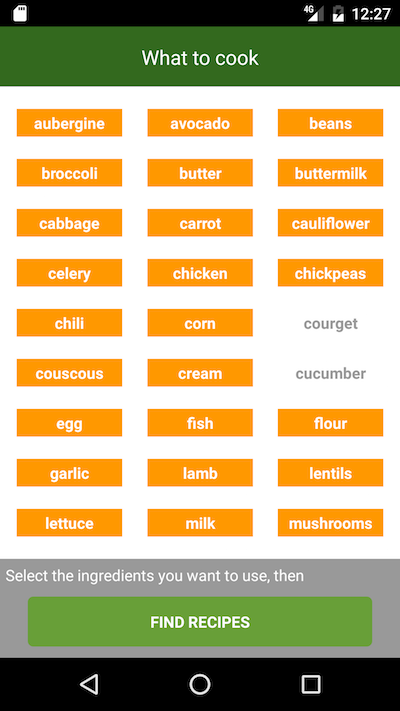 4G 12:27
What to cook
aubergine avocado beans
broccoli butter buttermilk
cabbage carrot cauliflower
celery chicken chickpeas
chili corn courget
couscous cream cucumber
egg fish flour
garlic lamb lentils
lettuce milk mushrooms
Select the ingredients you want to use, then
FIND RECIPES